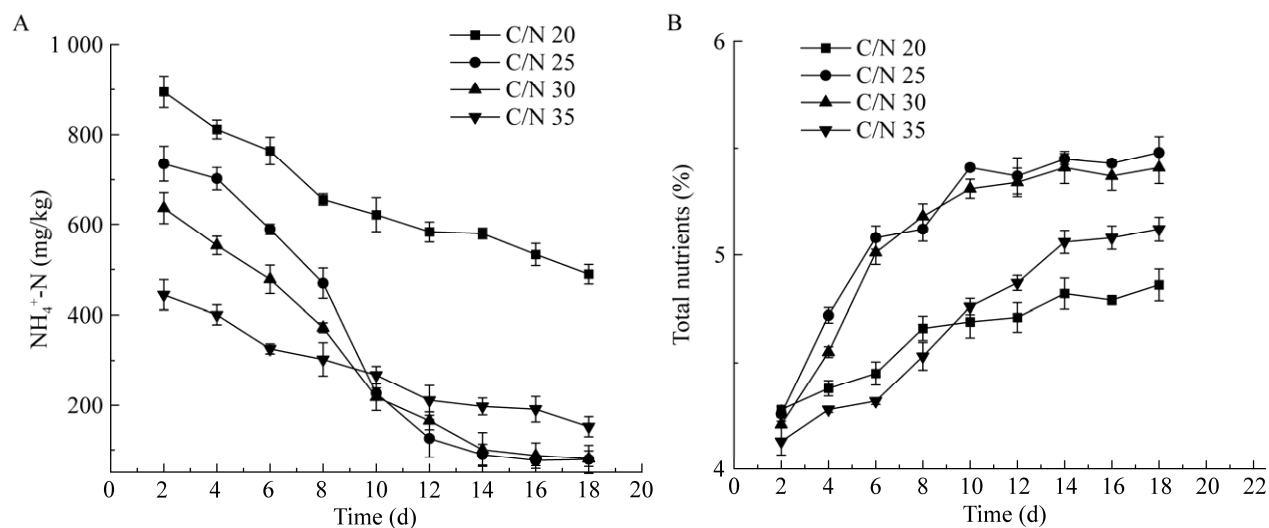 A
1 000
800
600
400
200
NH₄⁺-N (mg/kg)
C/N 20
C/N 25
C/N 30
C/N 35
0 2 4 6 8 10 12 14 16 18 20
Time (d)
B
6
5
4
Total nutrients (%)
C/N 20
C/N 25
C/N 30
C/N 35
0 2 4 6 8 10 12 14 16 18 20 22
Time (d)